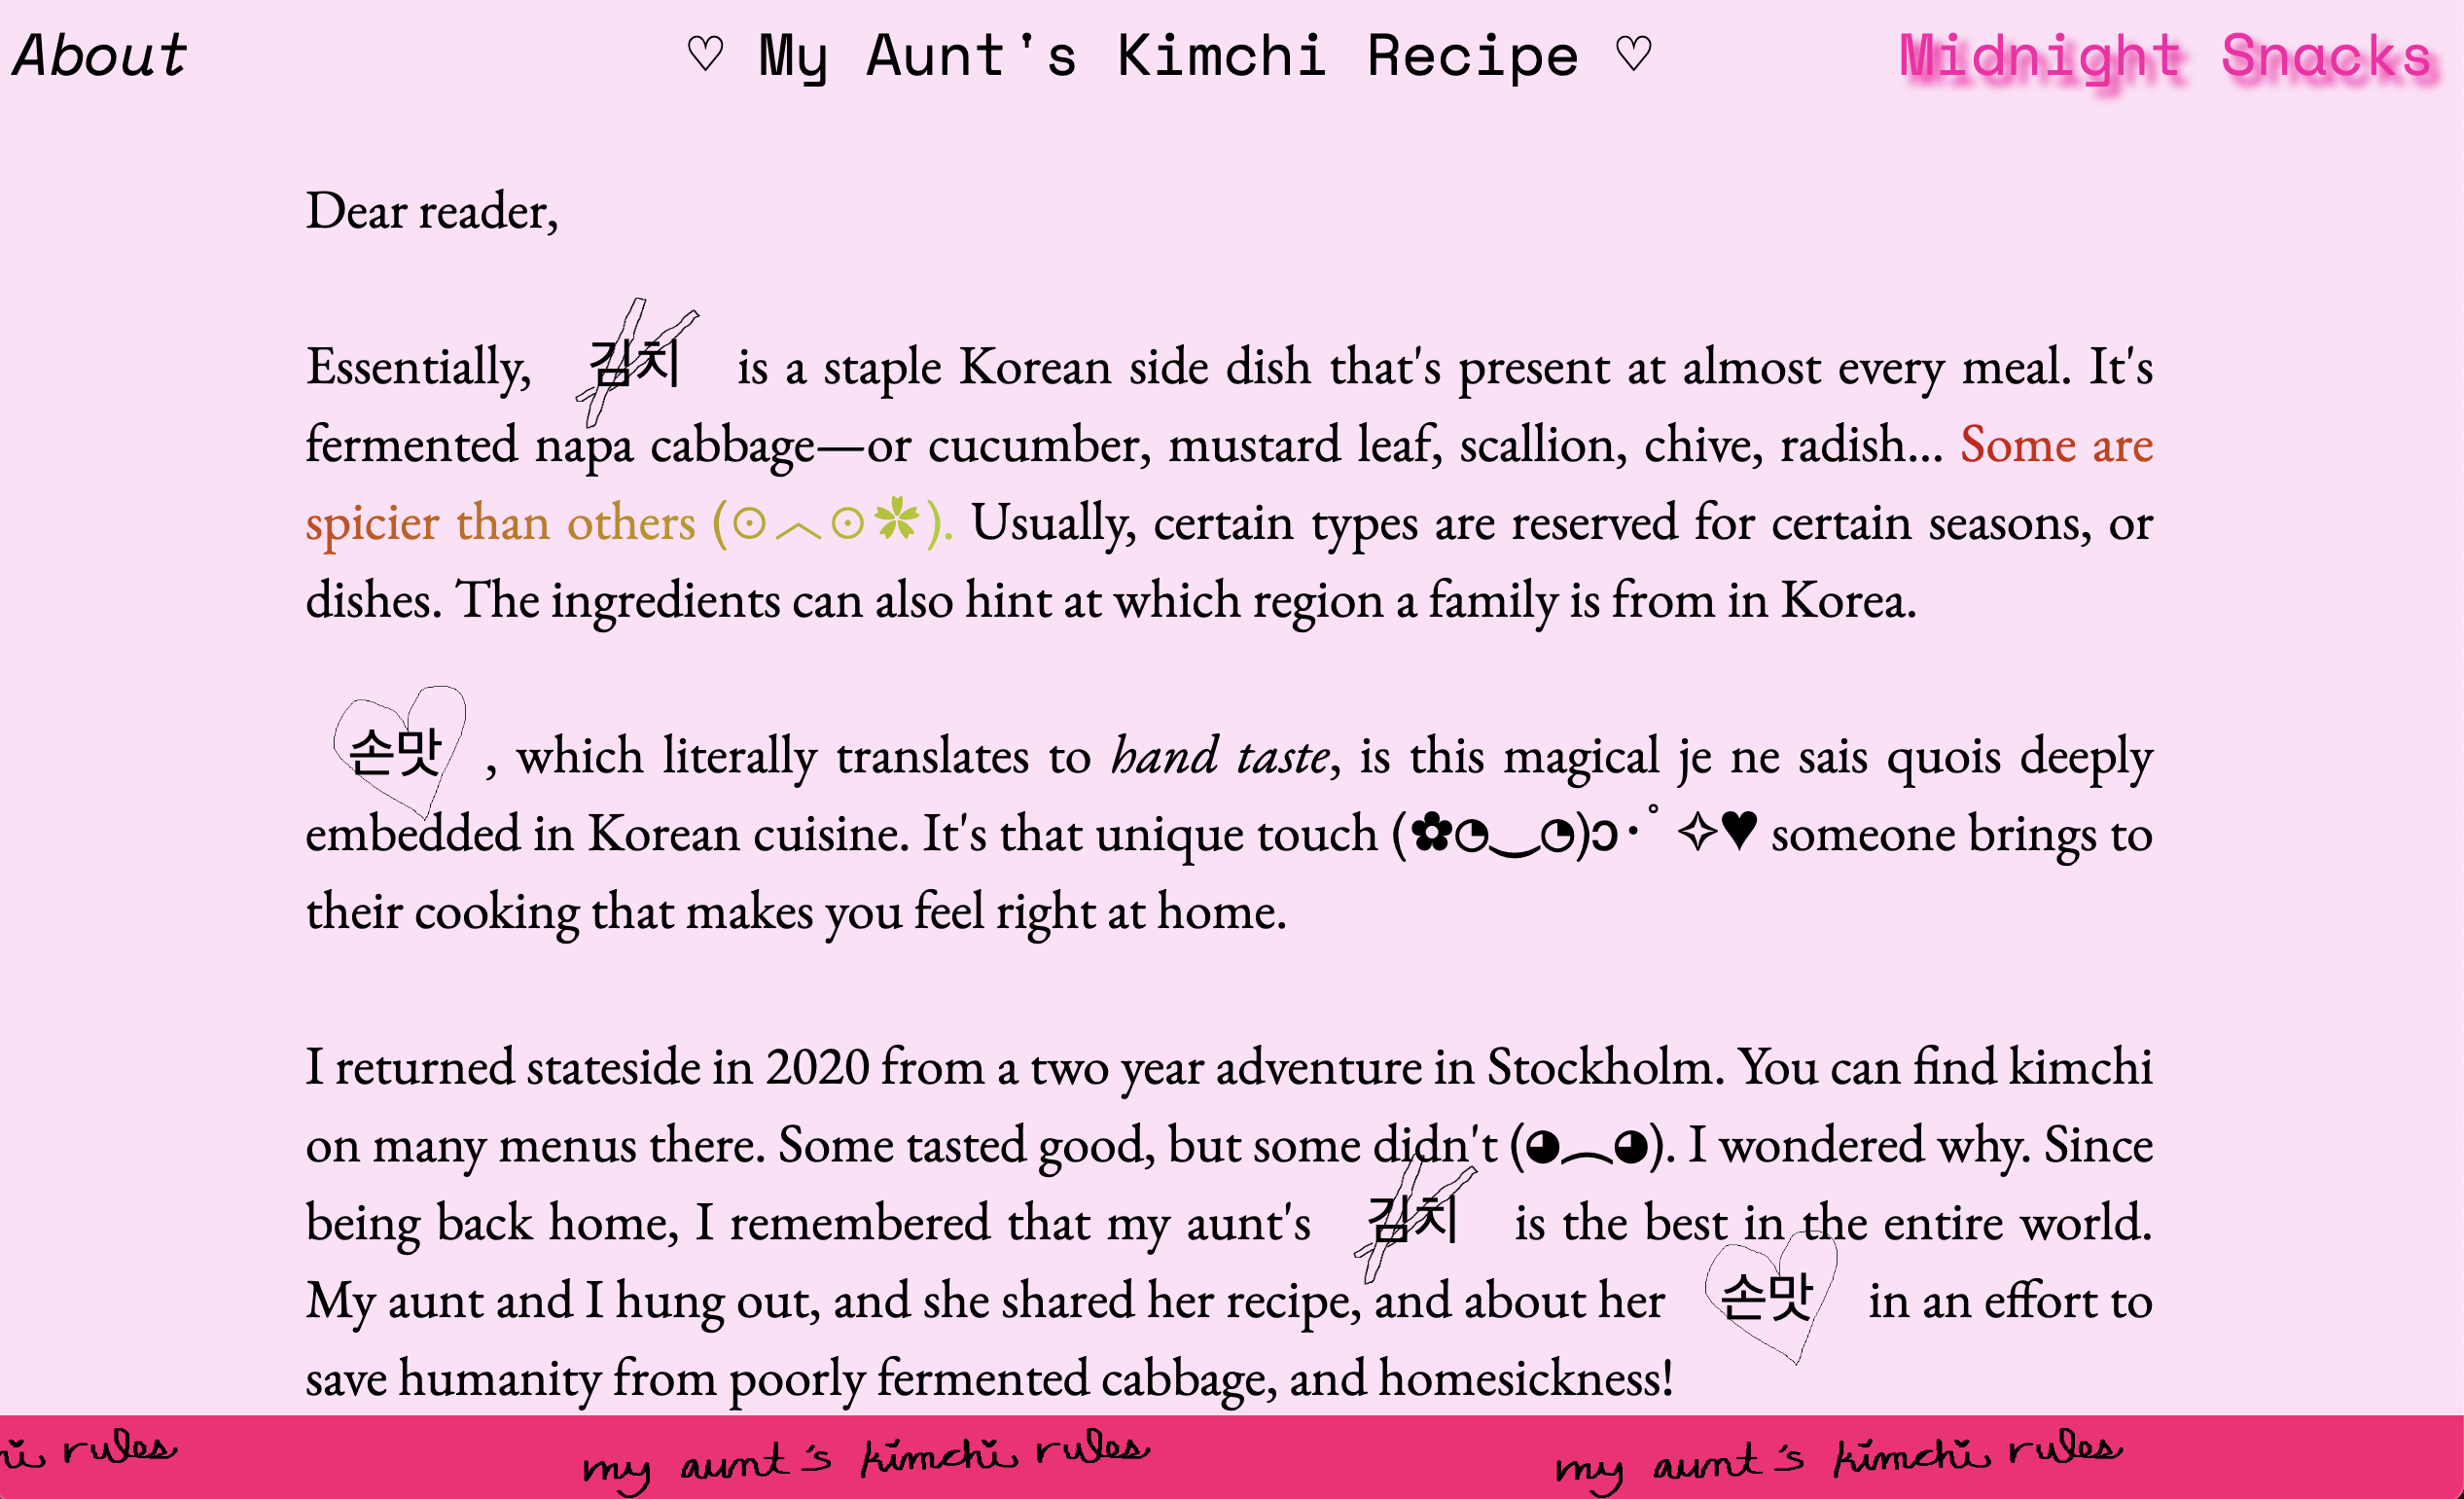 About ♡ My Aunt's Kimchi Recipe ♡ Midnight Snacks
Dear reader,
Essentially, 김치 is a staple Korean side dish that's present at almost every meal. It's
fermented napa cabbage—or cucumber, mustard leaf, scallion, chive, radish... Some are
spicier than others (⊙︿⊙✿). Usually, certain types are reserved for certain seasons, or
dishes. The ingredients can also hint at which region a family is from in Korea.
손맛 , which literally translates to hand taste, is this magical je ne sais quois deeply
embedded in Korean cuisine. It's that unique touch (✿◔‿◔)ɔ･ﾟ✧♥ someone brings to
their cooking that makes you feel right at home.
I returned stateside in 2020 from a two year adventure in Stockholm. You can find kimchi
on many menus there. Some tasted good, but some didn't (◕︵◕). I wondered why. Since
being back home, I remembered that my aunt's 김치 is the best in the entire world.
My aunt and I hung out, and she shared her recipe, and about her 손맛 in an effort to
save humanity from poorly fermented cabbage, and homesickness!
i rules my aunt's kimchi rules my aunt's kimchi rules